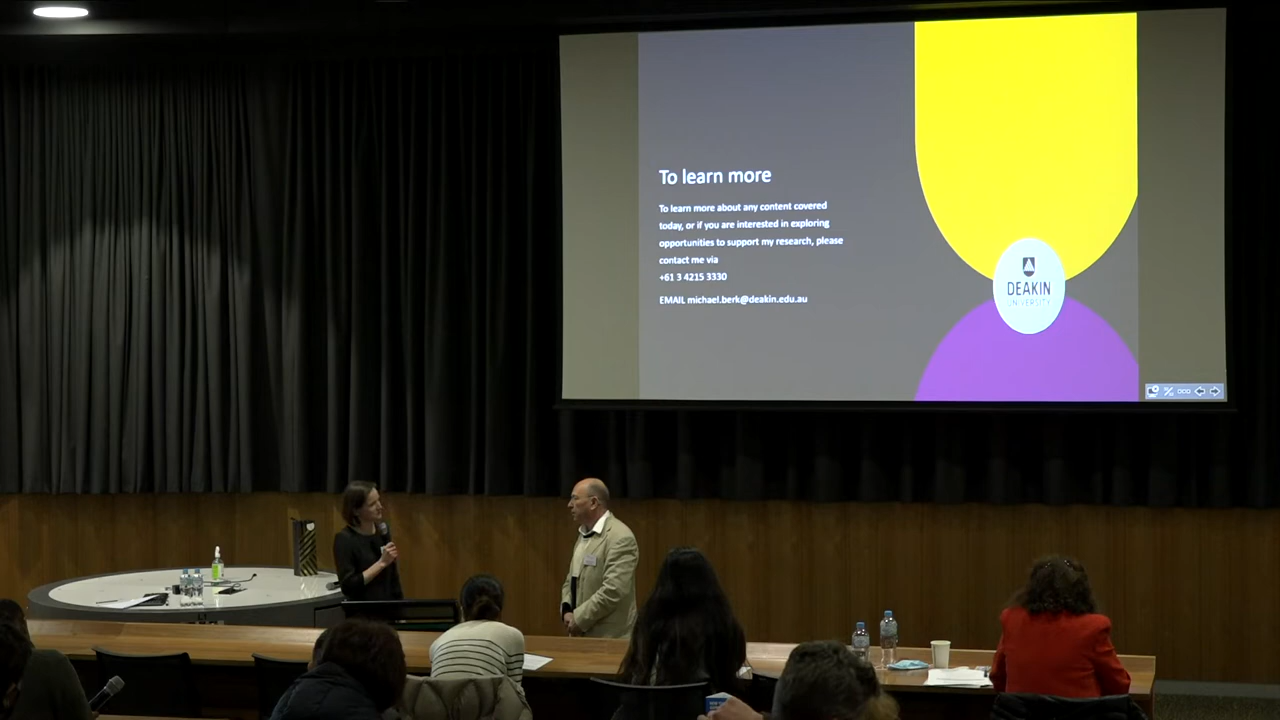 To learn more
To learn more about any content covered
today, or if you are interested in exploring
opportunities to support my research, please
contact me via
+61 3 4215 3330
EMAIL michael.berk@deakin.edu.au
DEAKIN
UNIVERSITY